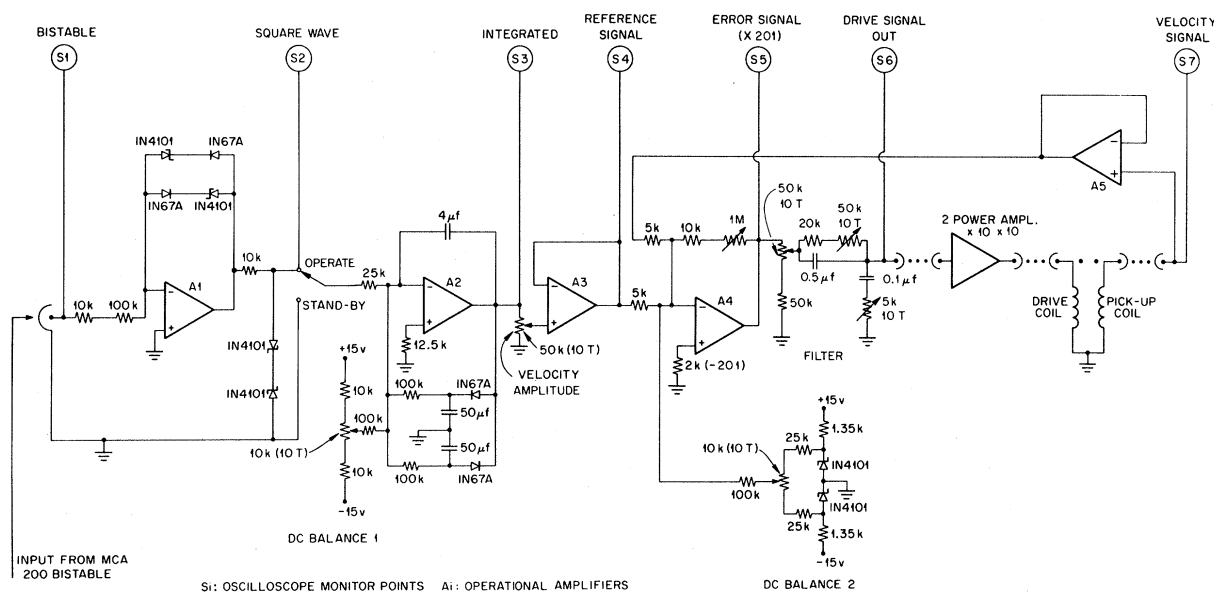 BISTABLE
S1
SQUARE WAVE
S2
INTEGRATED
S3
REFERENCE
SIGNAL
S4
ERROR SIGNAL
(X 201)
S5
DRIVE SIGNAL
OUT
S6
VELOCITY
SIGNAL
S7
IN4101
IN67A
IN67A
IN4101
10k
100k
A1
−
+
10k
OPERATE
STAND-BY
IN4101
IN4101
25k
4μf
A2
−
+
12.5k
+15v
10k
100k
10k (10 T)
10k
−15v
DC BALANCE 1
100k
IN67A
50μf
50μf
100k
IN67A
50k (10 T)
VELOCITY
AMPLITUDE
A3
−
+
5k
5k
10k
1M
A4
−
+
2k (-201)
50k
10 T
50k
20k
50k
10 T
0.5μf
0.1μf
5k
10 T
FILTER
2 POWER AMPL.
x 10 x 10
A5
−
+
DRIVE
COIL
PICK-UP
COIL
+15v
1.35k
25k
IN4101
10k (10 T)
100k
IN4101
25k
1.35k
−15v
DC BALANCE 2
INPUT FROM MCA
200 BISTABLE
Si: OSCILLOSCOPE MONITOR POINTS Ai: OPERATIONAL AMPLIFIERS